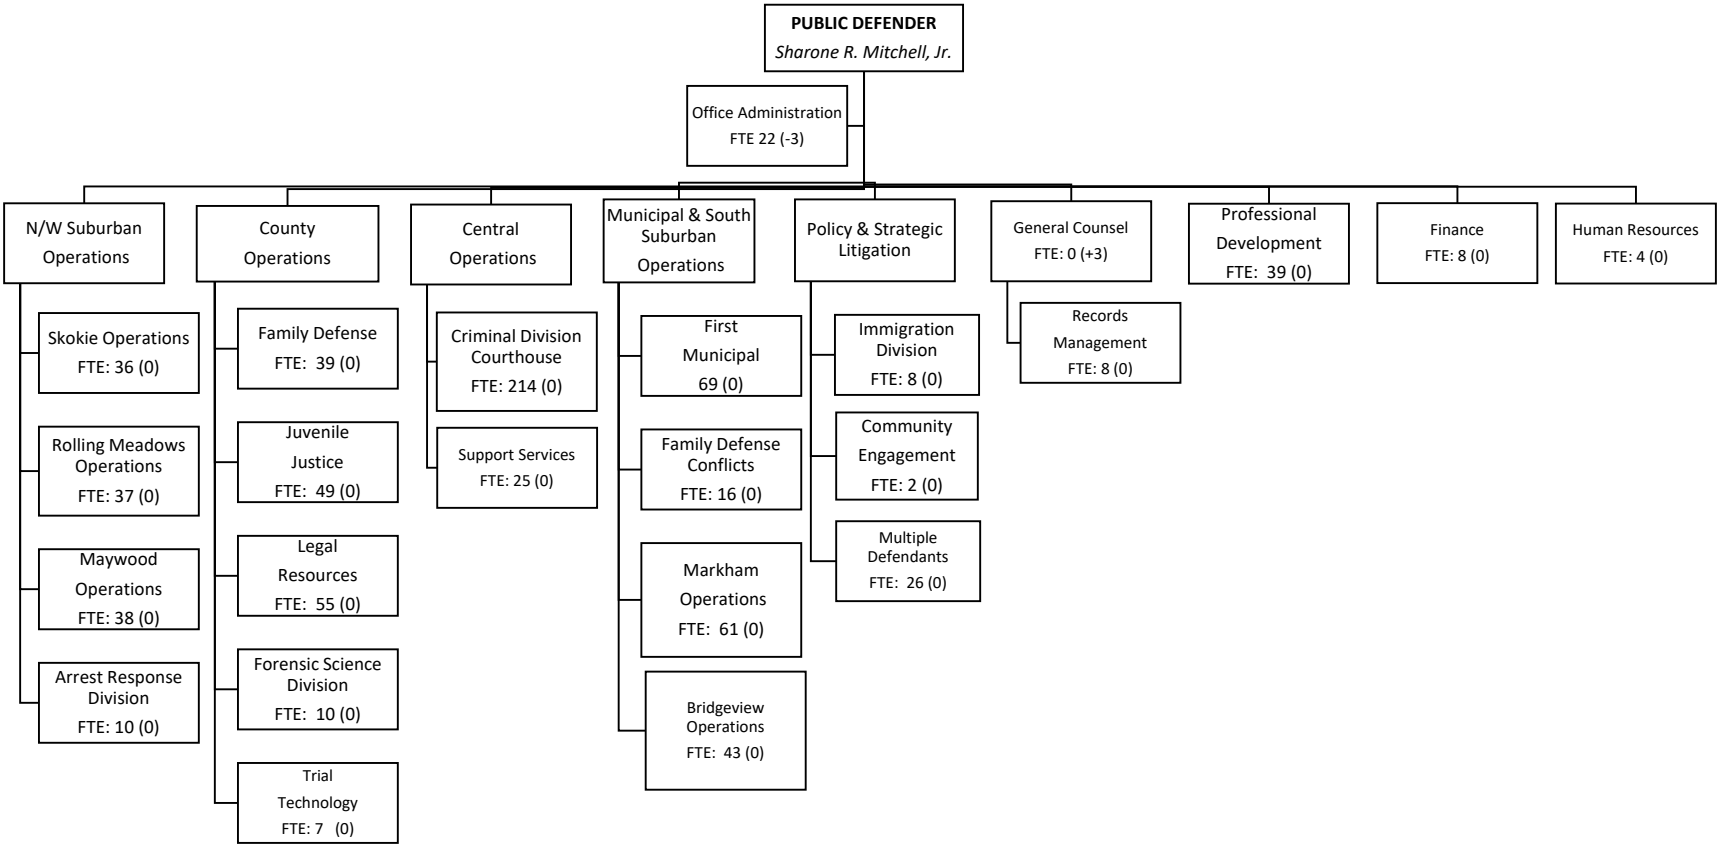 PUBLIC DEFENDER
Sharone R. Mitchell, Jr.
Office Administration
FTE 22 (-3)
N/W Suburban
Operations
Skokie Operations
FTE: 36 (0)
Rolling Meadows
Operations
FTE: 37 (0)
Maywood
Operations
FTE: 38 (0)
Arrest Response
Division
FTE: 10 (0)
County
Operations
Family Defense
FTE: 39 (0)
Juvenile
Justice
FTE: 49 (0)
Legal
Resources
FTE: 55 (0)
Forensic Science
Division
FTE: 10 (0)
Trial
Technology
FTE: 7 (0)
Central
Operations
Criminal Division
Courthouse
FTE: 214 (0)
Support Services
FTE: 25 (0)
Municipal & South
Suburban
Operations
First
Municipal
69 (0)
Family Defense
Conflicts
FTE: 16 (0)
Markham
Operations
FTE: 61 (0)
Bridgeview
Operations
FTE: 43 (0)
Policy & Strategic
Litigation
Immigration
Division
FTE: 8 (0)
Community
Engagement
FTE: 2 (0)
Multiple
Defendants
FTE: 26 (0)
General Counsel
FTE: 0 (+3)
Records
Management
FTE: 8 (0)
Professional
Development
FTE: 39 (0)
Finance
FTE: 8 (0)
Human Resources
FTE: 4 (0)